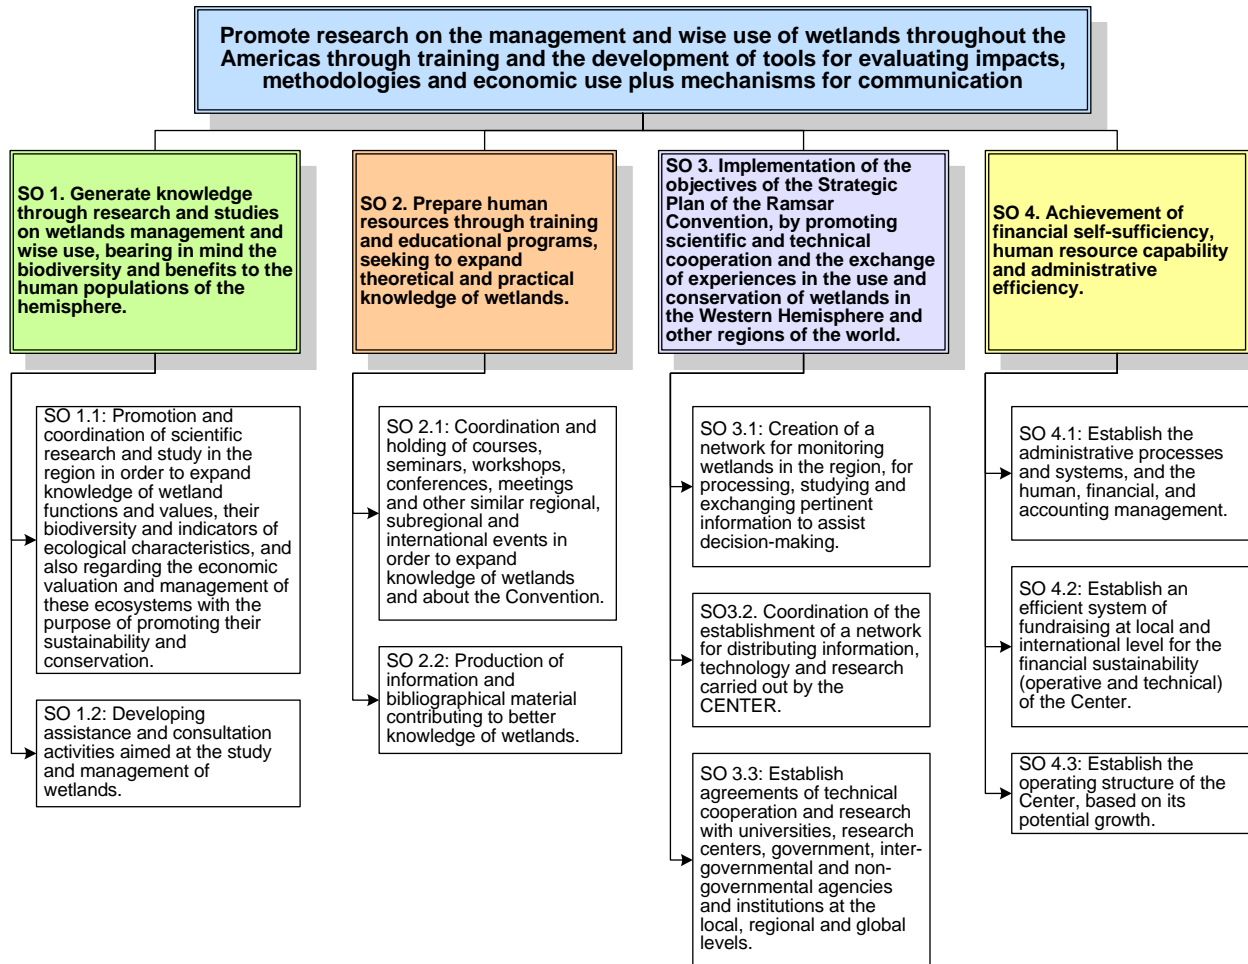 Promote research on the management and wise use of wetlands throughout the
Americas through training and the development of tools for evaluating impacts,
methodologies and economic use plus mechanisms for communication
SO 1. Generate knowledge
through research and studies
on wetlands management and
wise use, bearing in mind the
biodiversity and benefits to the
human populations of the
hemisphere.
SO 1.1: Promotion and
coordination of scientific
research and study in the
region in order to expand
knowledge of wetland
functions and values, their
biodiversity and indicators of
ecological characteristics, and
also regarding the economic
valuation and management of
these ecosystems with the
purpose of promoting their
sustainability and
conservation.
SO 1.2: Developing
assistance and consultation
activities aimed at the study
and management of
wetlands.
SO 2. Prepare human
resources through training
and educational programs,
seeking to expand
theoretical and practical
knowledge of wetlands.
SO 2.1: Coordination and
holding of courses,
seminars, workshops,
conferences, meetings
and other similar regional,
subregional and
international events in
order to expand
knowledge of wetlands
and about the Convention.
SO 2.2: Production of
information and
bibliographical material
contributing to better
knowledge of wetlands.
SO 3. Implementation of the
objectives of the Strategic
Plan of the Ramsar
Convention, by promoting
scientific and technical
cooperation and the exchange
of experiences in the use and
conservation of wetlands in
the Western Hemisphere and
other regions of the world.
SO 3.1: Creation of a
network for monitoring
wetlands in the region, for
processing, studying and
exchanging pertinent
information to assist
decision-making.
SO3.2. Coordination of the
establishment of a network
for distributing information,
technology and research
carried out by the
CENTER.
SO 3.3: Establish
agreements of technical
cooperation and research
with universities, research
centers, government, inter-
governmental and non-
governmental agencies
and institutions at the
local, regional and global
levels.
SO 4. Achievement of
financial self-sufficiency,
human resource capability
and administrative
efficiency.
SO 4.1: Establish the
administrative processes
and systems, and the
human, financial, and
accounting management.
SO 4.2: Establish an
efficient system of
fundraising at local and
international level for the
financial sustainability
(operative and technical)
of the Center.
SO 4.3: Establish the
operating structure of the
Center, based on its
potential growth.